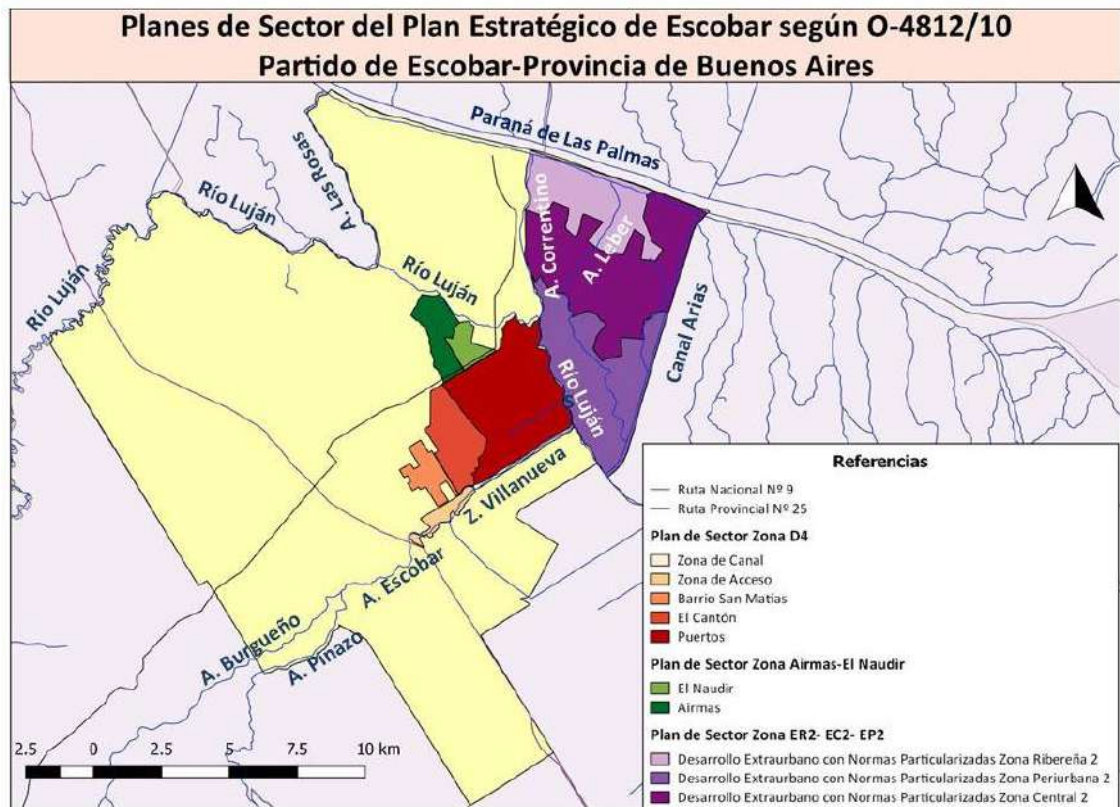 Planes de Sector del Plan Estratégico de Escobar según O-4812/10
Partido de Escobar-Provincia de Buenos Aires
Paraná de Las Palmas
A. Las Rosas
Río Luján
A. Correntino
A. Leber
Río Luján
Río Luján
Canal Arias
Río Luján
Z. Villanueva
A. Escobar
A. Burgueño
A. Pinazo
2.5 0 2.5 5 7.5 10 km
Referencias
Ruta Nacional Nº 9
Ruta Provincial Nº 25
Plan de Sector Zona D4
Zona de Canal
Zona de Acceso
Barrio San Matías
El Cantón
Puertos
Plan de Sector Zona Airmas-El Naudir
El Naudir
Airmas
Plan de Sector Zona ER2- EC2- EP2
Desarrollo Extraurbano con Normas Particularizadas Zona Ribereña 2
Desarrollo Extraurbano con Normas Particularizadas Zona Periurbana 2
Desarrollo Extraurbano con Normas Particularizadas Zona Central 2